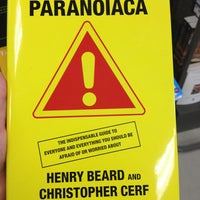 PARANOIACA
THE INDISPENSABLE GUIDE TO
EVERYONE AND EVERYTHING YOU SHOULD BE
AFRAID OF OR WORRIED ABOUT
HENRY BEARD AND
CHRISTOPHER CERF